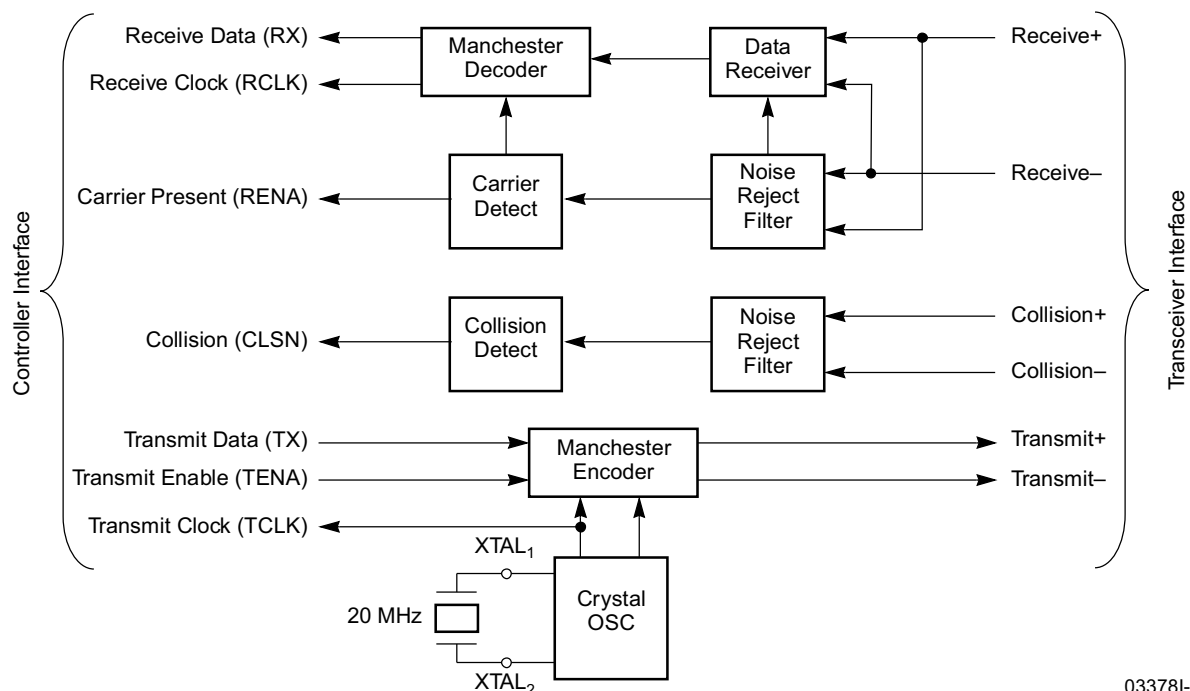 Receive Data (RX)
Manchester
Decoder
Data
Receiver
Receive+
Receive Clock (RCLK)
Carrier Present (RENA)
Carrier
Detect
Noise
Reject
Filter
Receive–
Controller Interface
Transceiver Interface
Collision (CLSN)
Collision
Detect
Noise
Reject
Filter
Collision+
Collision–
Transmit Data (TX)
Manchester
Encoder
Transmit+
Transmit Enable (TENA)
Transmit–
Transmit Clock (TCLK)
XTAL1
20 MHz
Crystal
OSC
XTAL2
03378I-